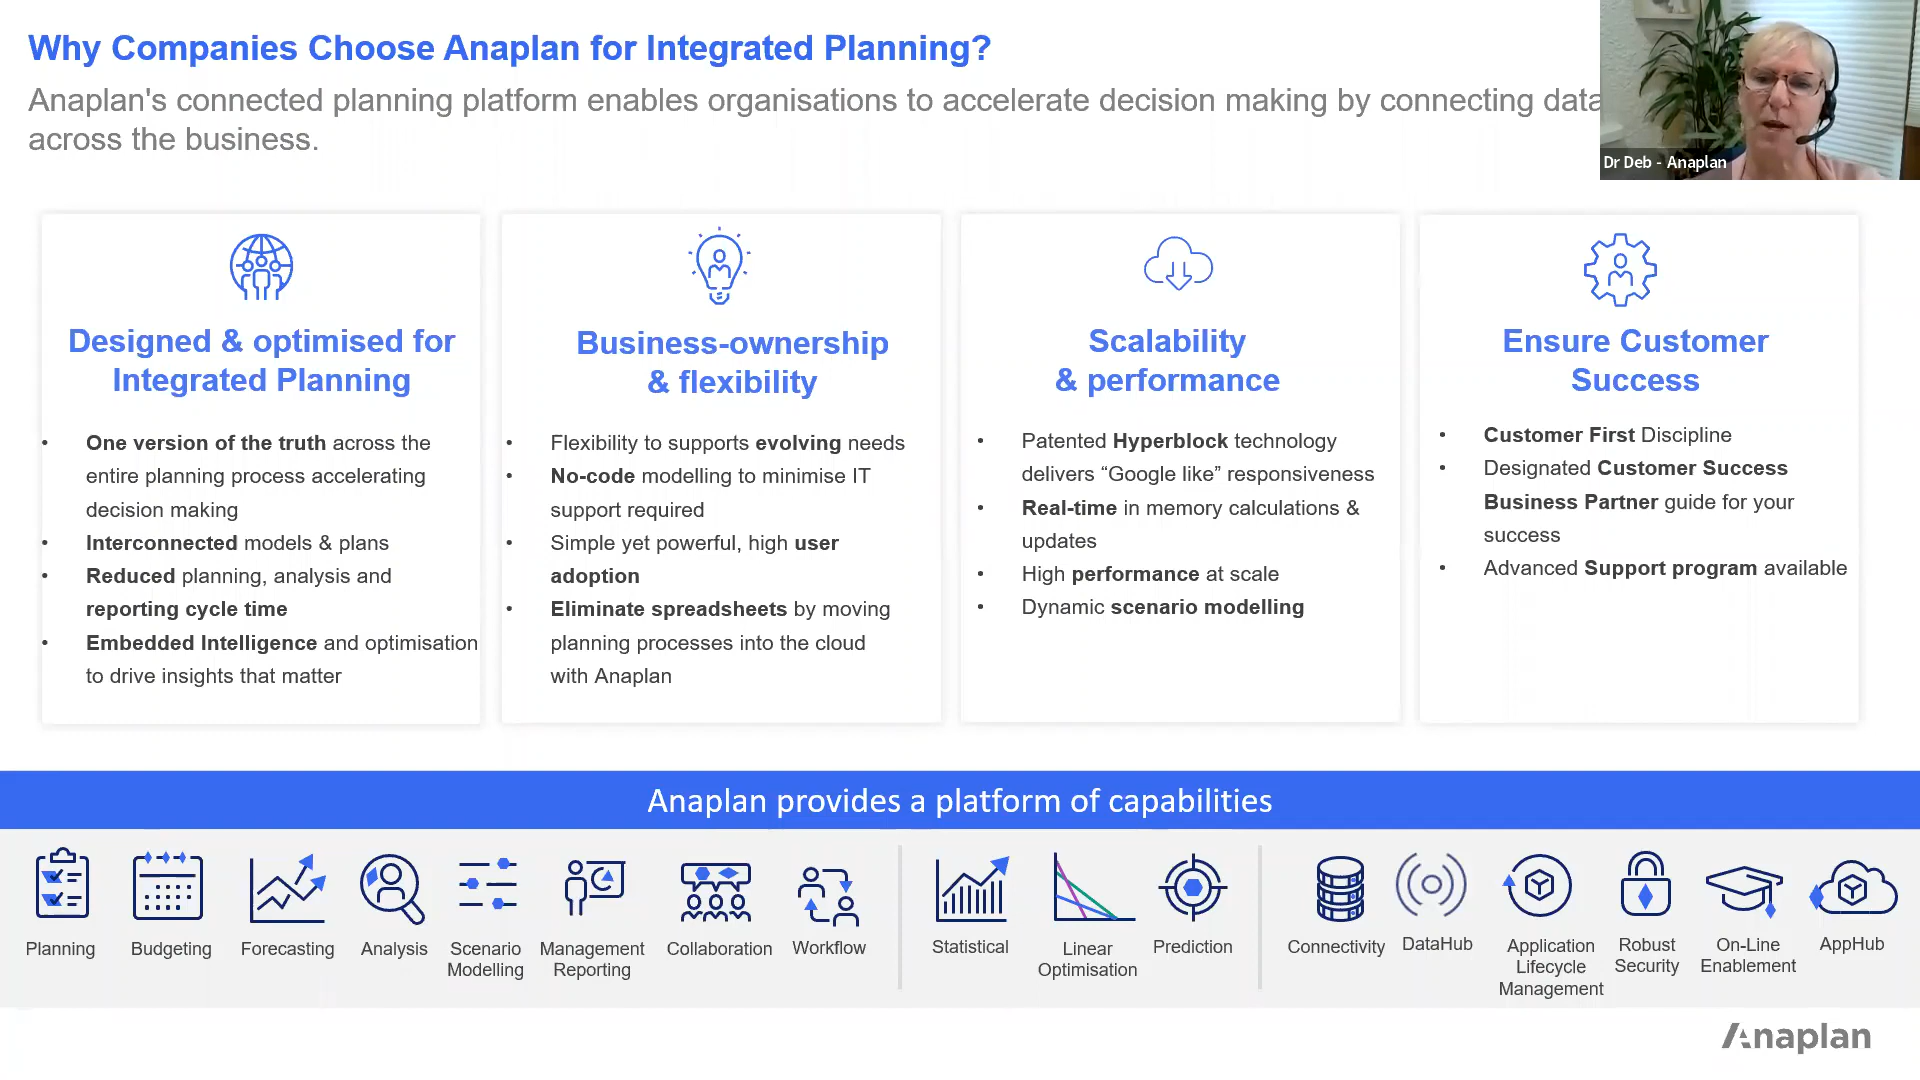 Why Companies Choose Anaplan for Integrated Planning?
Anaplan's connected planning platform enables organisations to accelerate decision making by connecting data
across the business.
Dr Deb - Anaplan
Designed & optimised for
Integrated Planning
• One version of the truth across the
entire planning process accelerating
decision making
• Interconnected models & plans
• Reduced planning, analysis and
reporting cycle time
• Embedded Intelligence and optimisation
to drive insights that matter
Business-ownership
& flexibility
• Flexibility to supports evolving needs
• No-code modelling to minimise IT
support required
• Simple yet powerful, high user
adoption
• Eliminate spreadsheets by moving
planning processes into the cloud
with Anaplan
Scalability
& performance
• Patented Hyperblock technology
delivers “Google like” responsiveness
• Real-time in memory calculations &
updates
• High performance at scale
• Dynamic scenario modelling
Ensure Customer
Success
• Customer First Discipline
• Designated Customer Success
Business Partner guide for your
success
• Advanced Support program available
Anaplan provides a platform of capabilities
Planning
Budgeting
Forecasting
Analysis
Scenario
Modelling
Management
Reporting
Collaboration
Workflow
Statistical
Linear
Optimisation
Prediction
Connectivity
DataHub
Application
Lifecycle
Management
Robust
Security
On-Line
Enablement
AppHub
Anaplan